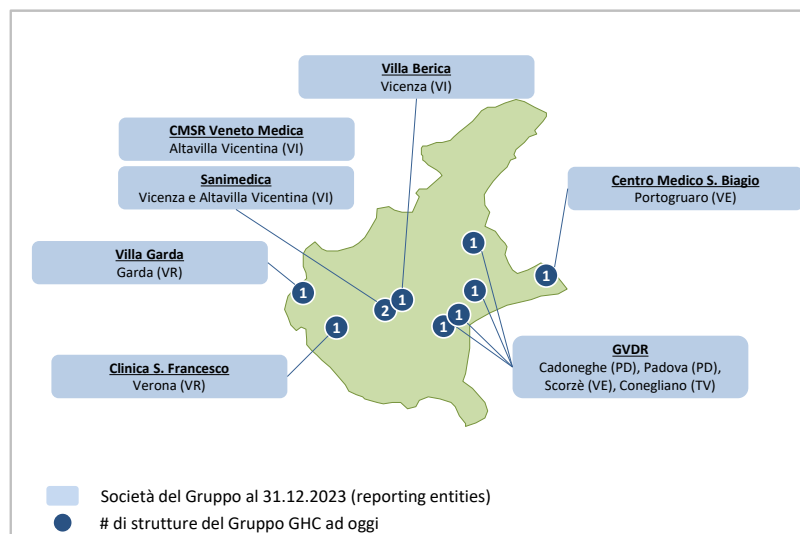 Villa Berica
Vicenza (VI)
CMSR Veneto Medica
Altavilla Vicentina (VI)
Sanimedica
Vicenza e Altavilla Vicentina (VI)
Centro Medico S. Biagio
Portogruaro (VE)
Villa Garda
Garda (VR)
1
1
1
1
1
2
1
1
1
Clinica S. Francesco
Verona (VR)
GVDR
Cadoneghe (PD), Padova (PD),
Scorzè (VE), Conegliano (TV)
Società del Gruppo al 31.12.2023 (reporting entities)
# di strutture del Gruppo GHC ad oggi